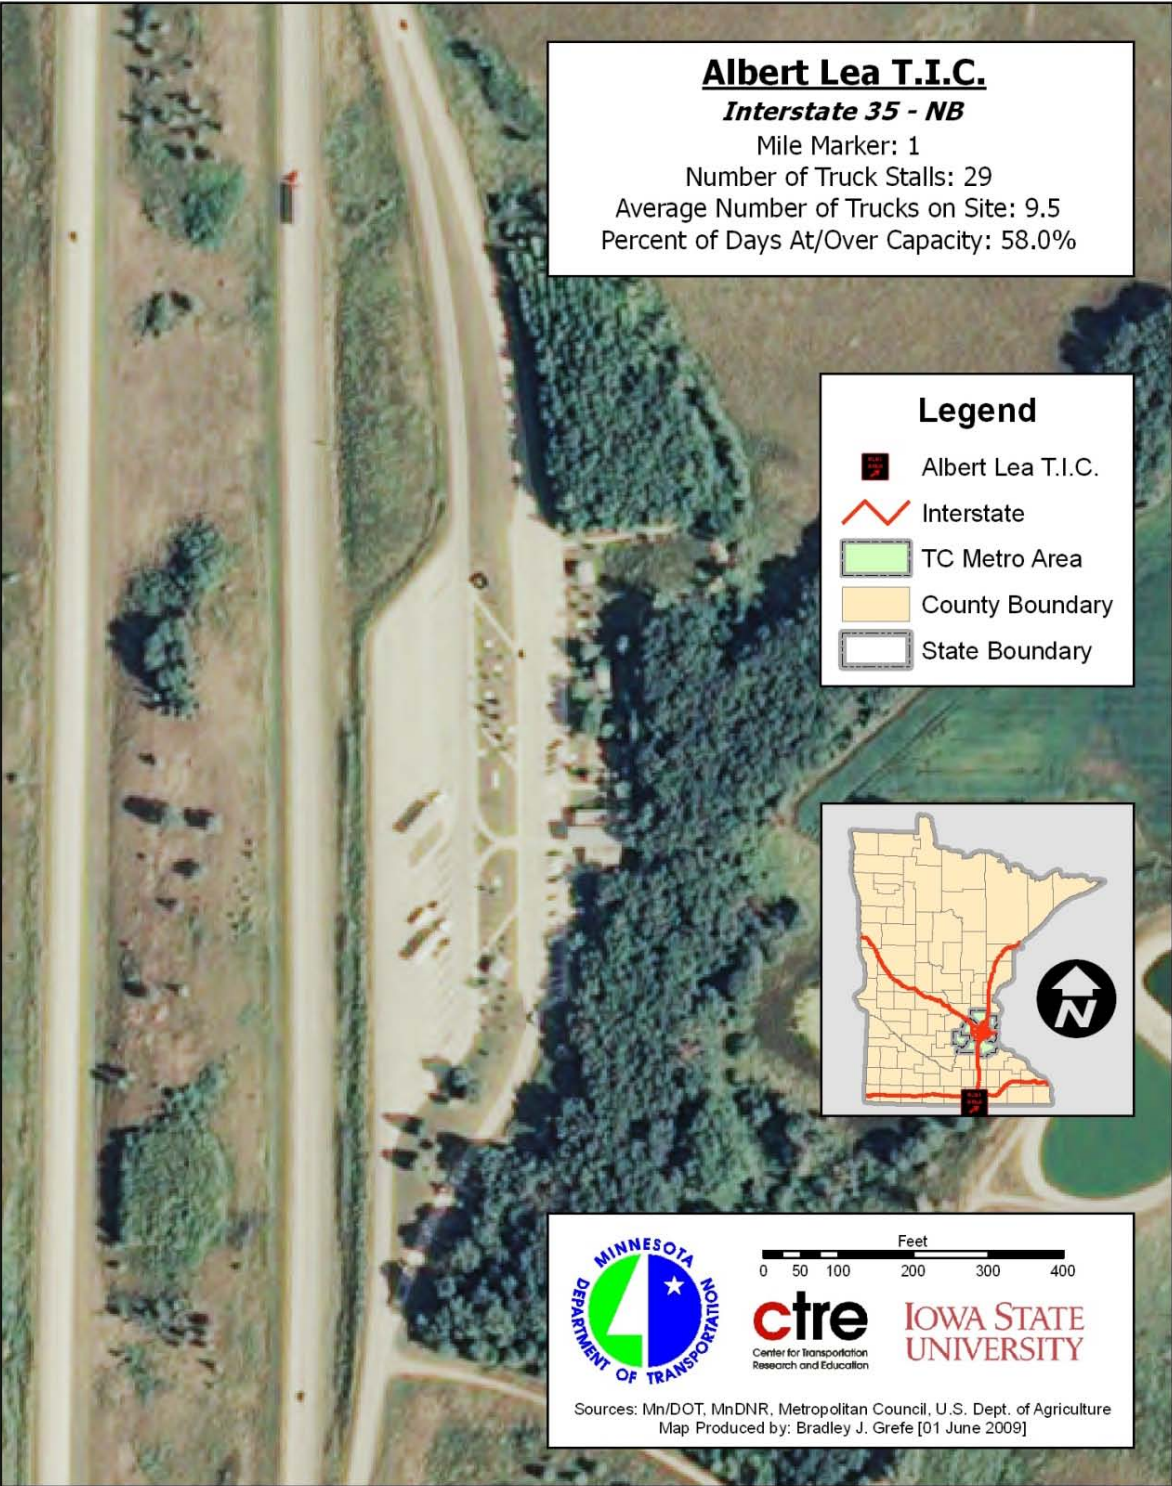 Albert Lea T.I.C.
Interstate 35 - NB
Mile Marker: 1
Number of Truck Stalls: 29
Average Number of Trucks on Site: 9.5
Percent of Days At/Over Capacity: 58.0%
Legend
Albert Lea T.I.C.
Interstate
TC Metro Area
County Boundary
State Boundary
N
MINNESOTA
DEPARTMENT OF TRANSPORTATION
Feet
0 50 100 200 300 400
ctre
Center for Transportation
Research and Education
IOWA STATE
UNIVERSITY
Sources: Mn/DOT, MnDNR, Metropolitan Council, U.S. Dept. of Agriculture
Map Produced by: Bradley J. Grefe [01 June 2009]